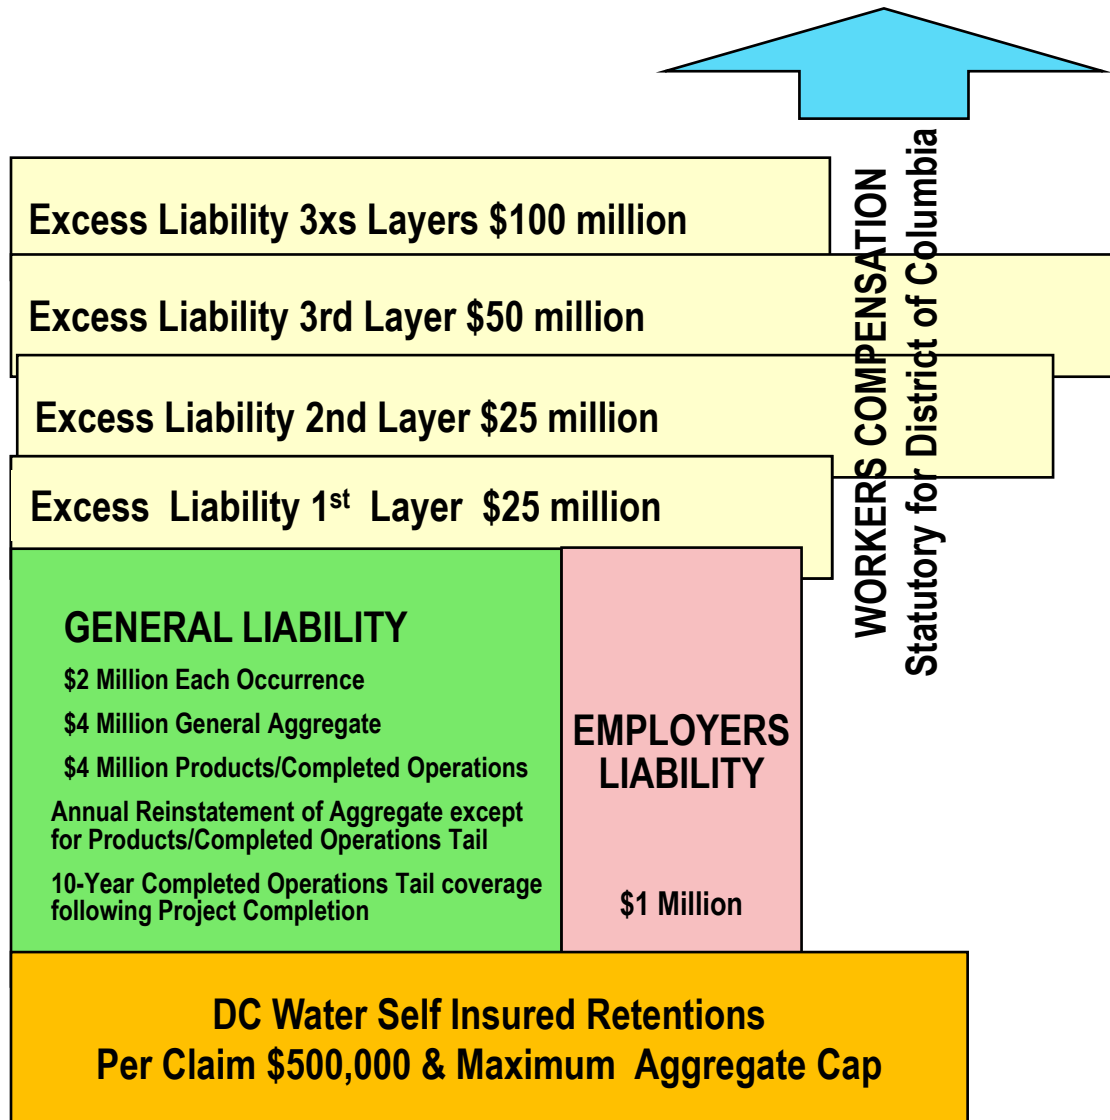 Excess Liability 3xs Layers $100 million
Excess Liability 3rd Layer $50 million
Excess Liability 2nd Layer $25 million
Excess Liability 1st Layer $25 million
WORKERS COMPENSATION
Statutory for District of Columbia
GENERAL LIABILITY
$2 Million Each Occurrence
$4 Million General Aggregate
$4 Million Products/Completed Operations
Annual Reinstatement of Aggregate except
for Products/Completed Operations Tail
10-Year Completed Operations Tail coverage
following Project Completion
EMPLOYERS
LIABILITY
$1 Million
DC Water Self Insured Retentions
Per Claim $500,000 & Maximum Aggregate Cap